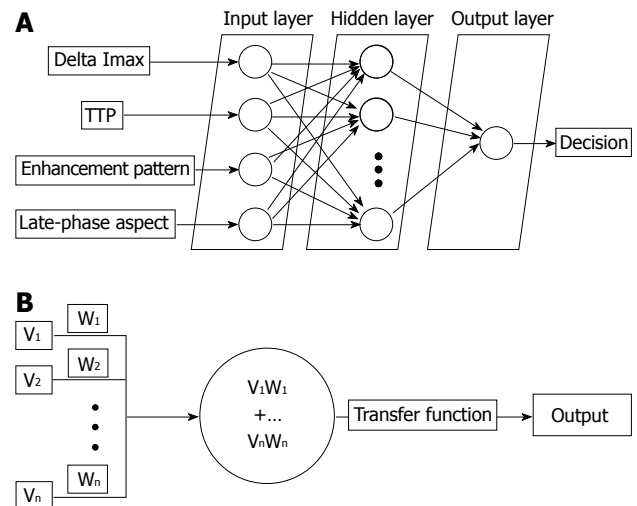 A
Input layer
Hidden layer
Output layer
Delta Imax
TTP
Enhancement pattern
Late-phase aspect
Decision
B
V1
W1
V2
W2
Vn
Wn
V1W1
+...
VnWn
Transfer function
Output